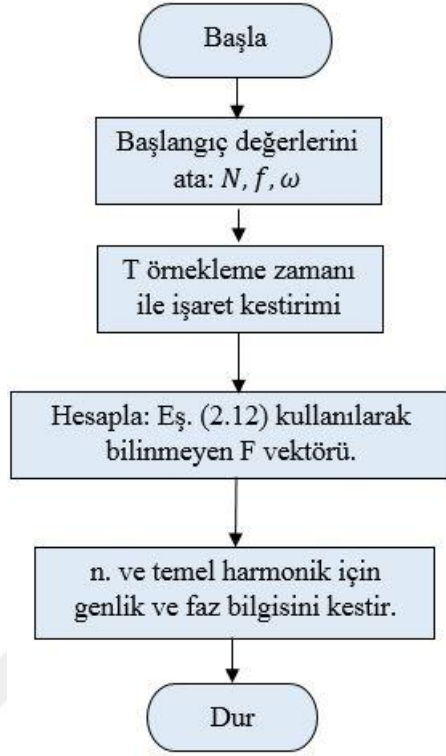 Başla
Başlangıç değerlerini
ata: N, f, ω
T örnekleme zamanı
ile işaret kestirimi
Hesapla: Eş. (2.12) kullanılarak
bilinmeyen F vektörü.
n. ve temel harmonik için
genlik ve faz bilgisini kestir.
Dur